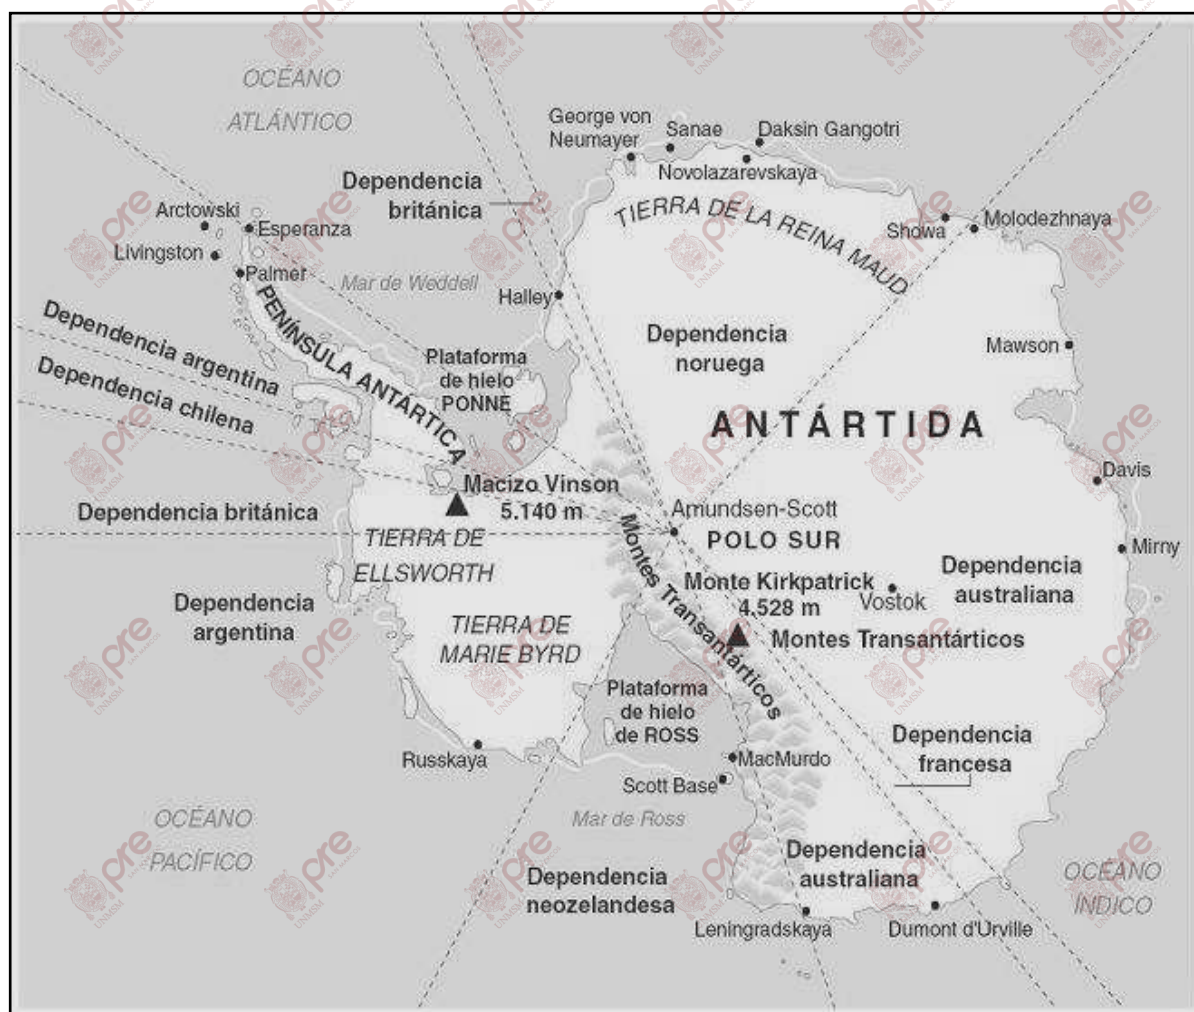 OCÉANO
ATLÁNTICO
George von
Neumayer
Sanae
Daksin Gangotri
Novolazarevskaya
Dependencia
británica
TIERRA DE LA REINA MAUD
Showa
Molodezhnaya
Arctowski
Esperanza
Livingston
Palmer
Mar de Weddell
Halley
PENÍNSULA ANTÁRTICA
Dependencia argentina
Dependencia chilena
Plataforma
de hielo
PONNE
Dependencia
noruega
Mawson
ANTÁRTIDA
Davis
Macizo Vinson
5.140 m
Amundsen-Scott
POLO SUR
Dependencia británica
TIERRA DE
ELLSWORTH
Mirny
Monte Kirkpatrick
4.528 m
Vostok
Dependencia
australiana
Dependencia
argentina
TIERRA DE
MARIE BYRD
Montes Transantárticos
Montes Transantárticos
Plataforma
de hielo
de ROSS
Dependencia
francesa
Russkaya
MacMurdo
Scott Base
Mar de Ross
OCÉANO
PACÍFICO
Dependencia
neozelandesa
Dependencia
australiana
OCÉANO
ÍNDICO
Leningradskaya
Dumont d'Urville
pre
UNMSM